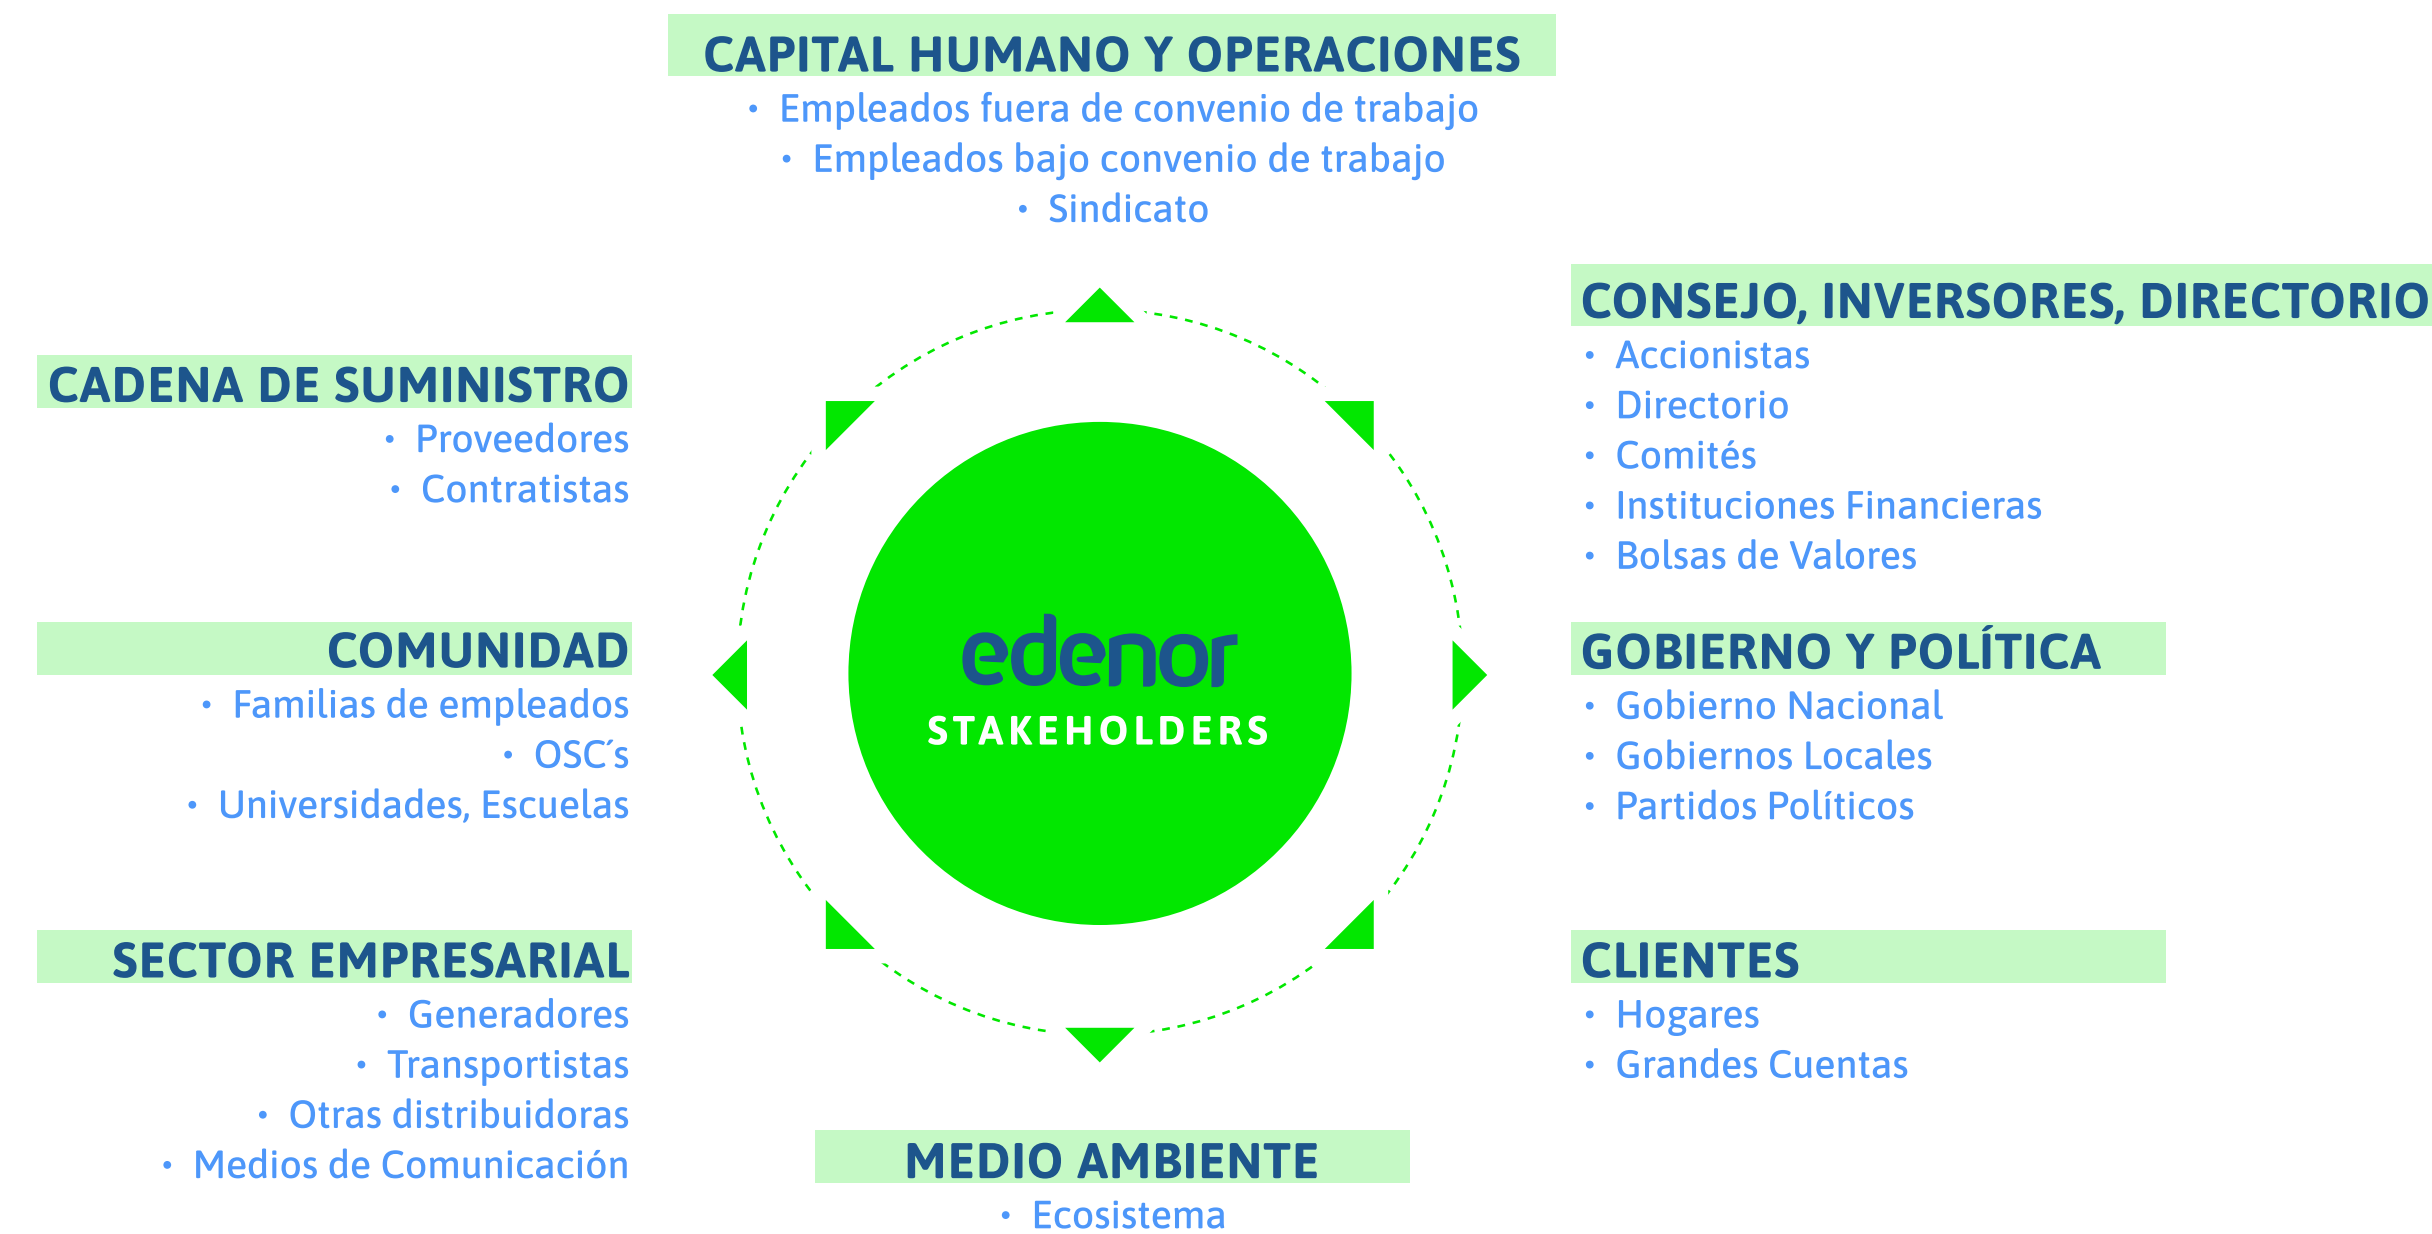 CAPITAL HUMANO Y OPERACIONES
• Empleados fuera de convenio de trabajo
• Empleados bajo convenio de trabajo
• Sindicato
CONSEJO, INVERSORES, DIRECTORIO
• Accionistas
• Directorio
• Comités
• Instituciones Financieras
• Bolsas de Valores
GOBIERNO Y POLÍTICA
• Gobierno Nacional
• Gobiernos Locales
• Partidos Políticos
CLIENTES
• Hogares
• Grandes Cuentas
MEDIO AMBIENTE
• Ecosistema
SECTOR EMPRESARIAL
• Generadores
• Transportistas
• Otras distribuidoras
• Medios de Comunicación
COMUNIDAD
• Familias de empleados
• OSC´s
• Universidades, Escuelas
CADENA DE SUMINISTRO
• Proveedores
• Contratistas
edenor
STAKEHOLDERS